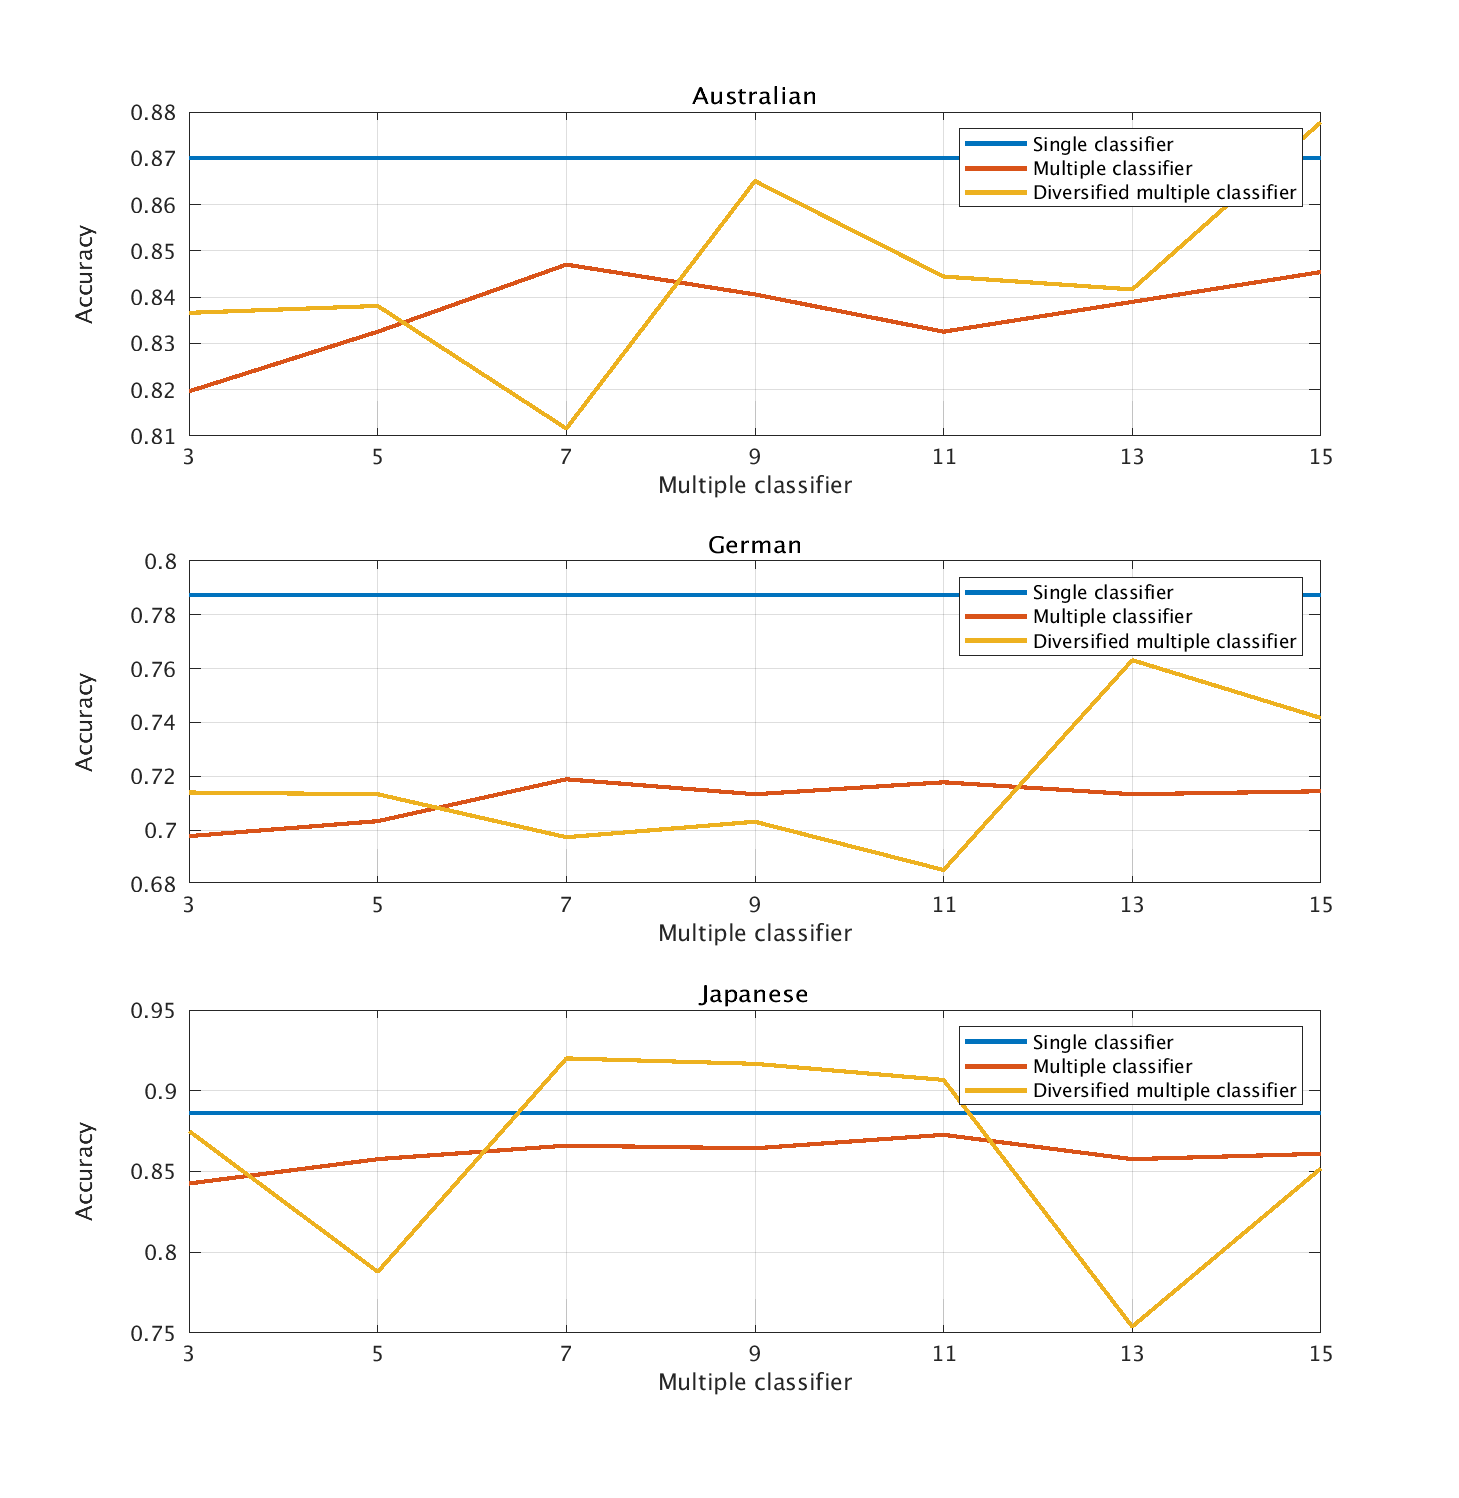 Australian
0.88
0.87
0.86
0.85
0.84
0.83
0.82
0.81
Accuracy
Single classifier
Multiple classifier
Diversified multiple classifier
3 5 7 9 11 13 15
Multiple classifier
German
0.8
0.78
0.76
0.74
0.72
0.7
0.68
Accuracy
Single classifier
Multiple classifier
Diversified multiple classifier
3 5 7 9 11 13 15
Multiple classifier
Japanese
0.95
0.9
0.85
0.8
0.75
Accuracy
Single classifier
Multiple classifier
Diversified multiple classifier
3 5 7 9 11 13 15
Multiple classifier